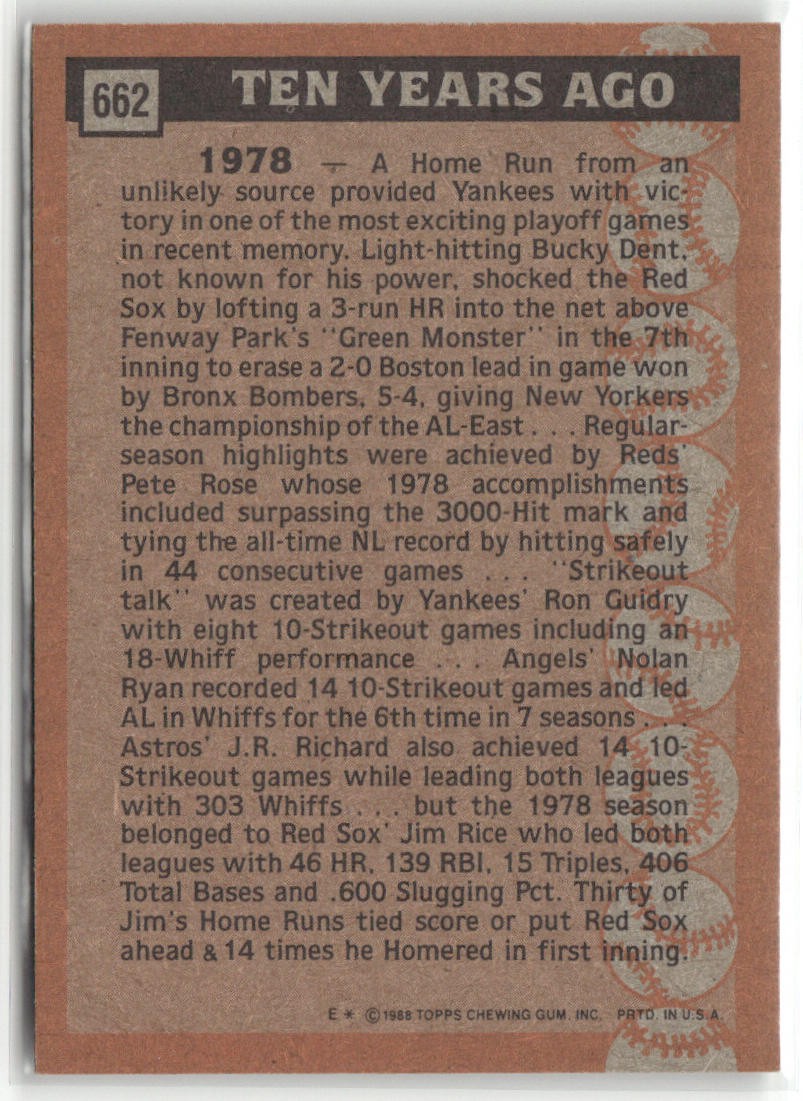 662
TEN YEARS AGO
1978 — A Home Run from an
unlikely source provided Yankees with vic-
tory in one of the most exciting playoff games
in recent memory. Light-hitting Bucky Dent,
not known for his power, shocked the Red
Sox by lofting a 3-run HR into the net above
Fenway Park's "Green Monster" in the 7th
inning to erase a 2-0 Boston lead in game won
by Bronx Bombers, 5-4, giving New Yorkers
the championship of the AL-East . . . Regular-
season highlights were achieved by Reds'
Pete Rose whose 1978 accomplishments
included surpassing the 3000-Hit mark and
tying the all-time NL record by hitting safely
in 44 consecutive games . . . "Strikeout
talk" was created by Yankees' Ron Guidry
with eight 10-Strikeout games including an
18-Whiff performance . . . Angels' Nolan
Ryan recorded 14 10-Strikeout games and led
AL in Whiffs for the 6th time in 7 seasons . . .
Astros' J.R. Richard also achieved 14 10-
Strikeout games while leading both leagues
with 303 Whiffs . . . but the 1978 season
belonged to Red Sox' Jim Rice who led both
leagues with 46 HR, 139 RBI, 15 Triples, 406
Total Bases and .600 Slugging Pct. Thirty of
Jim's Home Runs tied score or put Red Sox
ahead & 14 times he Homered in first inning.
E * © 1988 TOPPS CHEWING GUM, INC. PRTD. IN U.S.A.